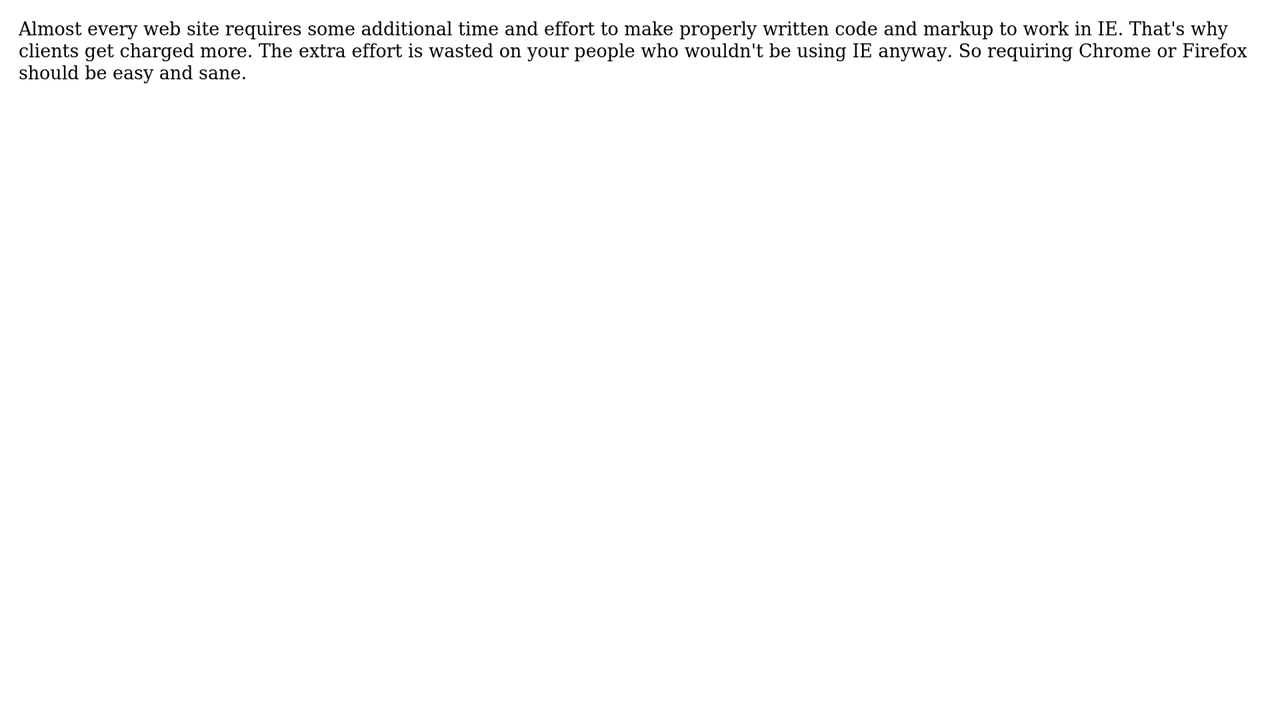 Almost every web site requires some additional time and effort to make properly written code and markup to work in IE. That's why
clients get charged more. The extra effort is wasted on your people who wouldn't be using IE anyway. So requiring Chrome or Firefox
should be easy and sane.